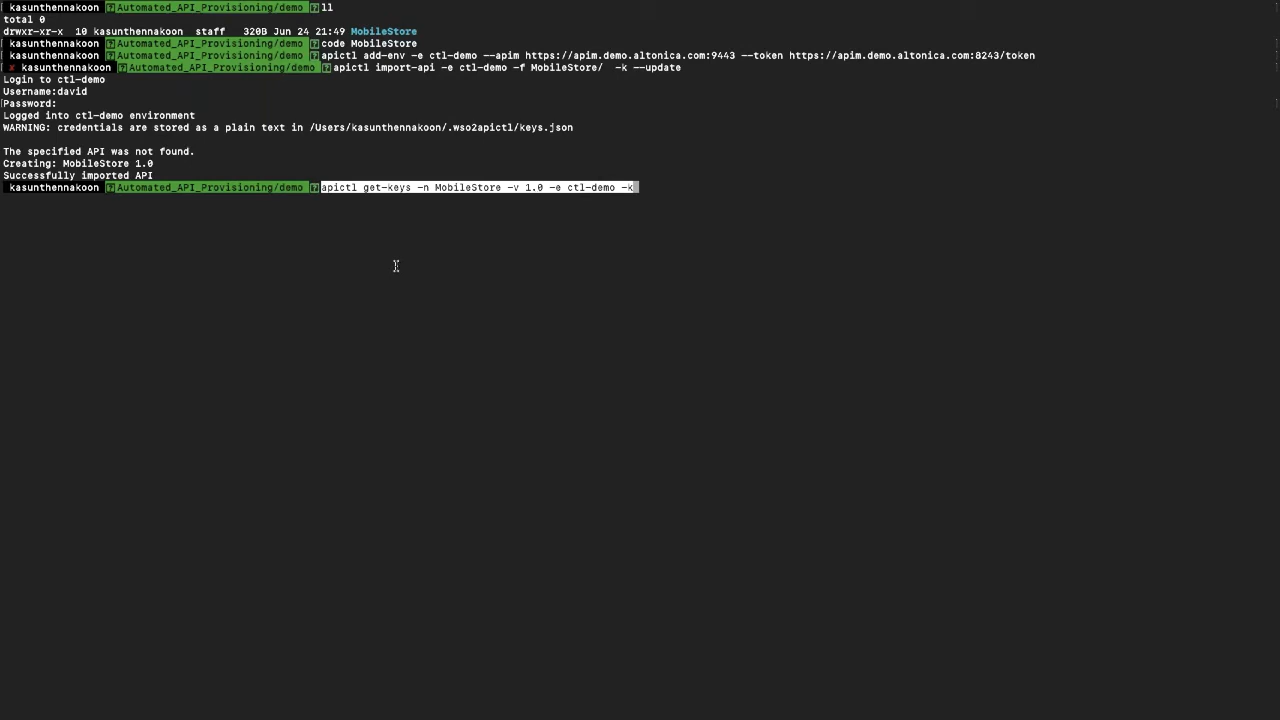 kasunthennakoon Automated_API_Provisioning/demo ll
total 0
drwxr-xr-x 10 kasunthennakoon staff 320B Jun 24 21:49 MobileStore
kasunthennakoon Automated_API_Provisioning/demo code MobileStore
kasunthennakoon Automated_API_Provisioning/demo apictl add-env -e ctl-demo --apim https://apim.demo.altonica.com:9443 --token https://apim.demo.altonica.com:8243/token
✘ kasunthennakoon Automated_API_Provisioning/demo apictl import-api -e ctl-demo -f MobileStore/ -k --update
Login to ctl-demo
Username:david
Password:
Logged into ctl-demo environment
WARNING: credentials are stored as a plain text in /Users/kasunthennakoon/.wso2apictl/keys.json
The specified API was not found.
Creating: MobileStore 1.0
Successfully imported API
kasunthennakoon Automated_API_Provisioning/demo apictl get-keys -n MobileStore -v 1.0 -e ctl-demo -k